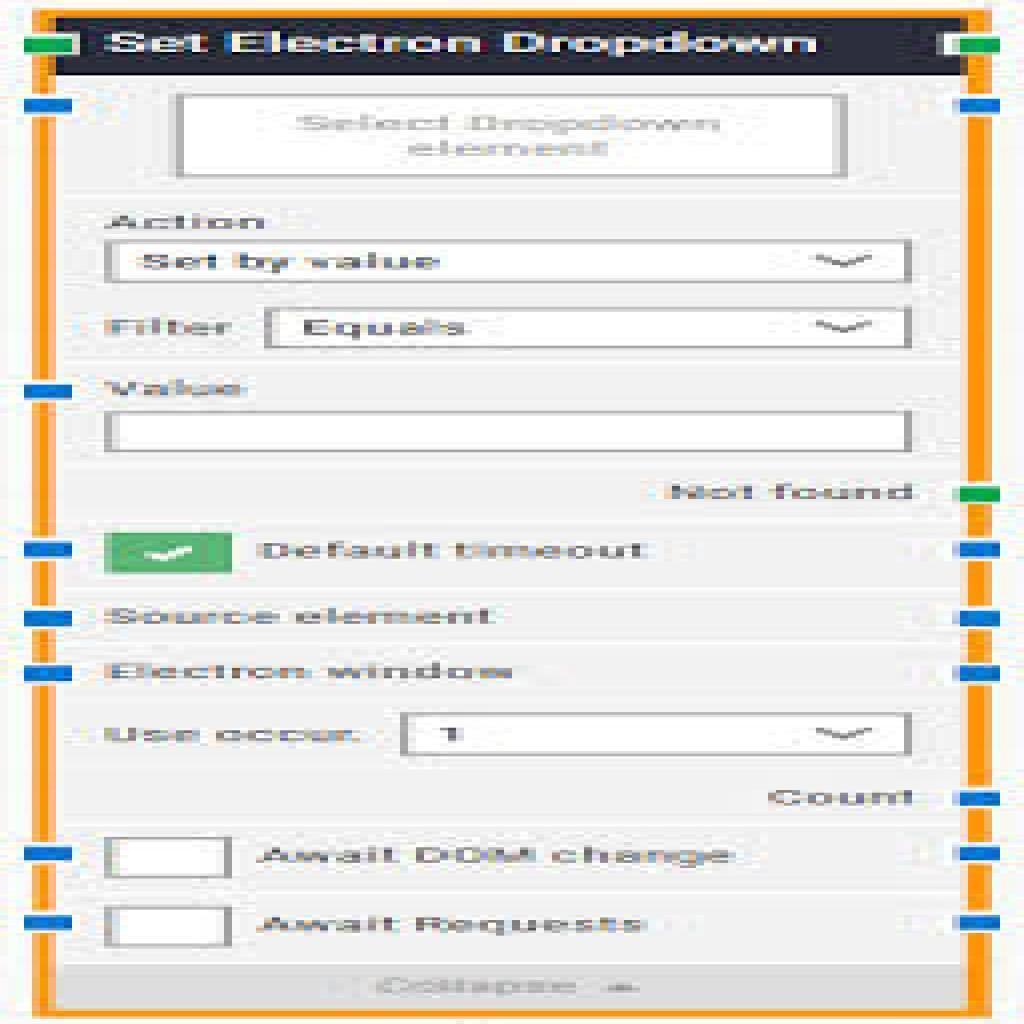 Set Electron Dropdown
Select Dropdown
element
Action
Set by value
Filter
Equals
Value
Not found
Default timeout
Source element
Electron window
Use occur.
1
Count
Await DOM change
Await Requests
Collapse